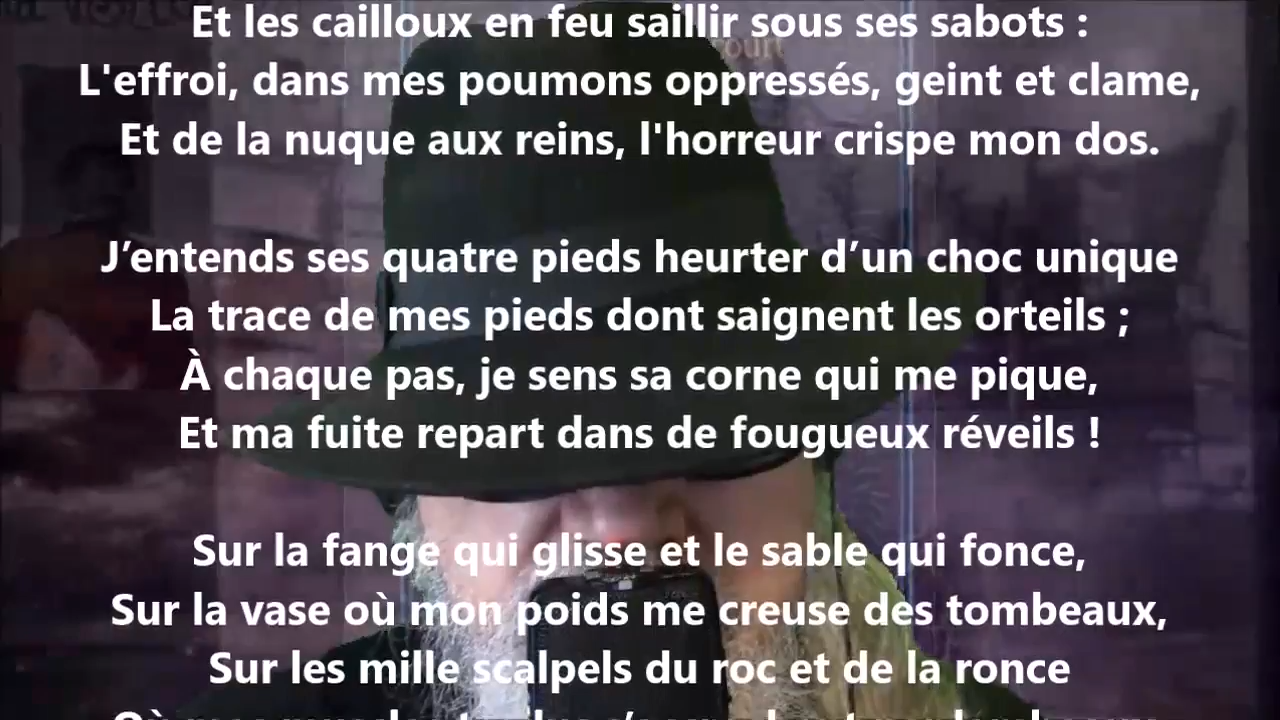 Et les cailloux en feu saillir sous ses sabots :
L'effroi, dans mes poumons oppressés, geint et clame,
Et de la nuque aux reins, l'horreur crispe mon dos.
J’entends ses quatre pieds heurter d’un choc unique
La trace de mes pieds dont saignent les orteils ;
À chaque pas, je sens sa corne qui me pique,
Et ma fuite repart dans de fougueux réveils !
Sur la fange qui glisse et le sable qui fonce,
Sur la vase où mon poids me creuse des tombeaux,
Sur les mille scalpels du roc et de la ronce